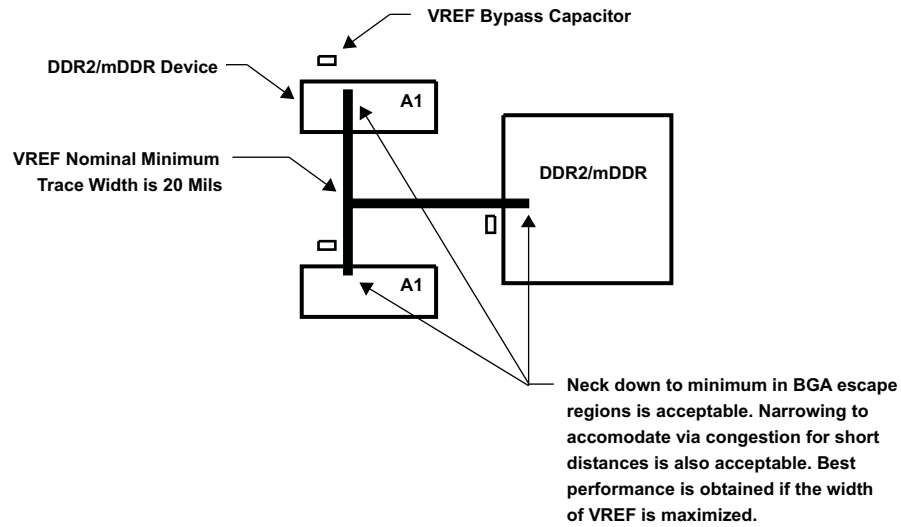 VREF Bypass Capacitor
DDR2/mDDR Device
A1
VREF Nominal Minimum
Trace Width is 20 Mils
DDR2/mDDR
A1
Neck down to minimum in BGA escape
regions is acceptable. Narrowing to
accomodate via congestion for short
distances is also acceptable. Best
performance is obtained if the width
of VREF is maximized.